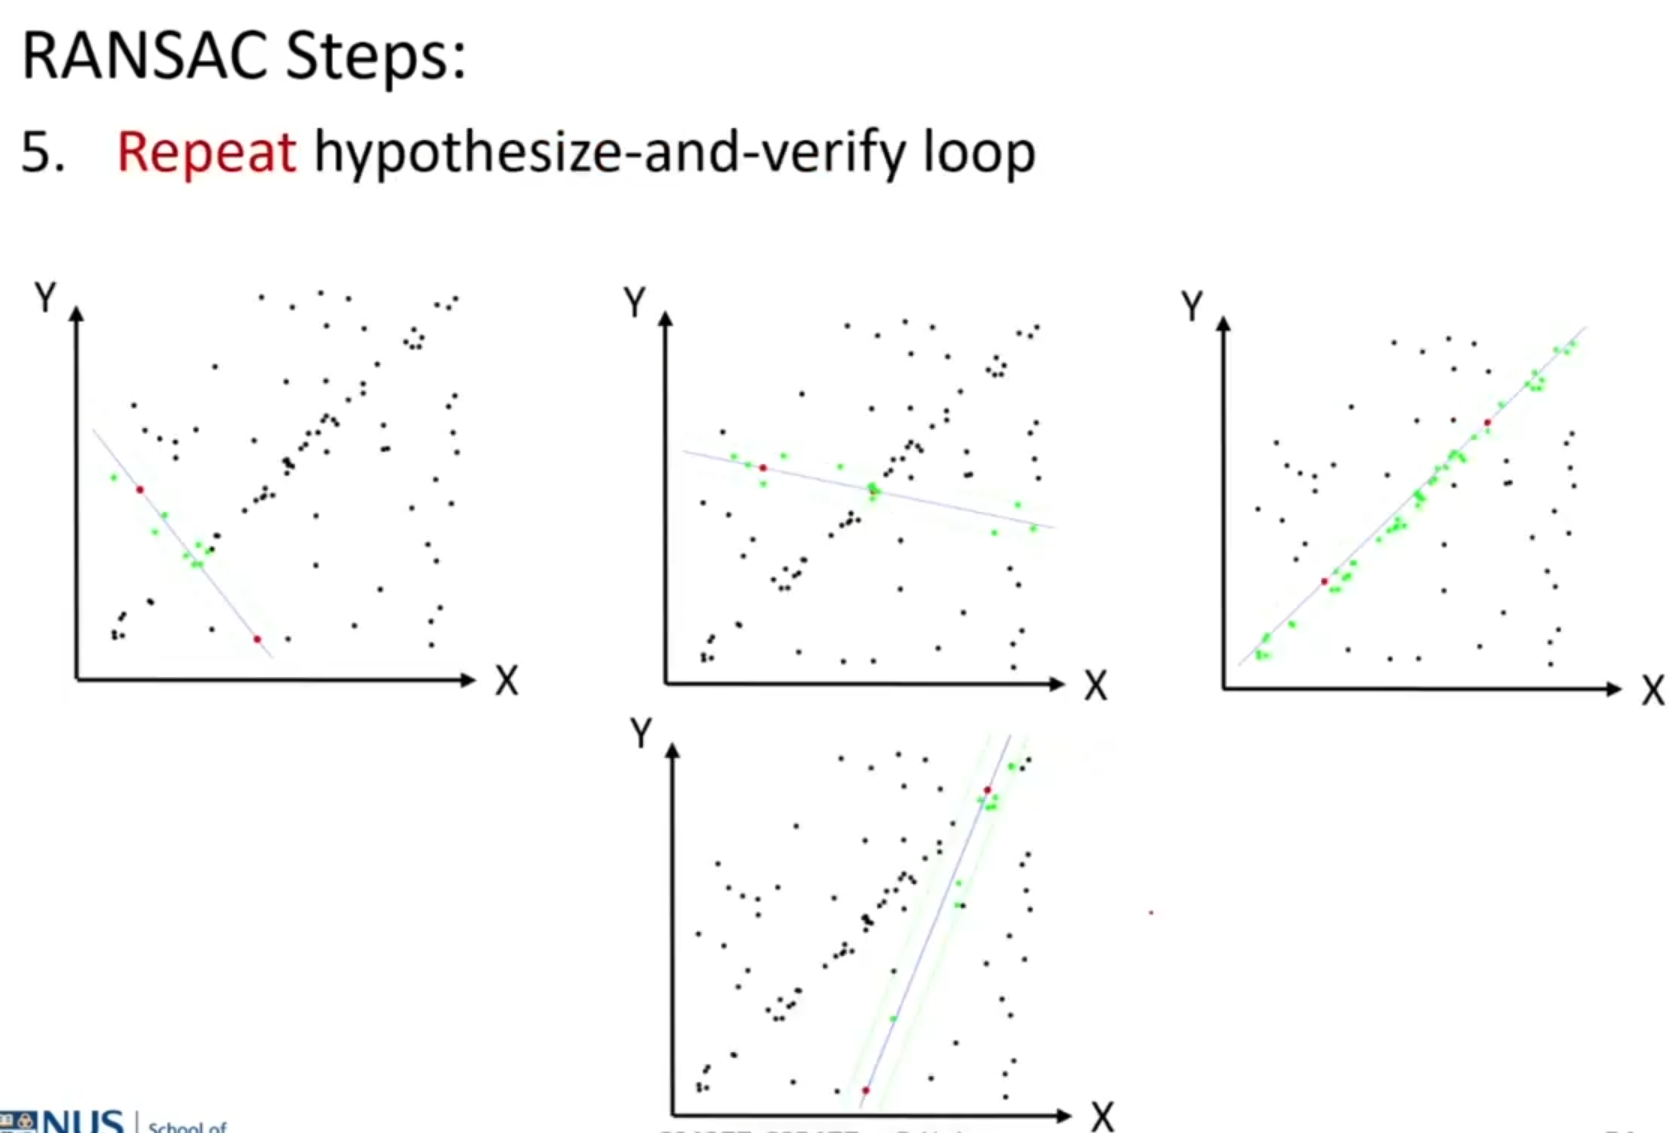 RANSAC Steps:
5. Repeat hypothesize-and-verify loop
Y
X
Y
X
Y
X
Y
X
NUS
School of